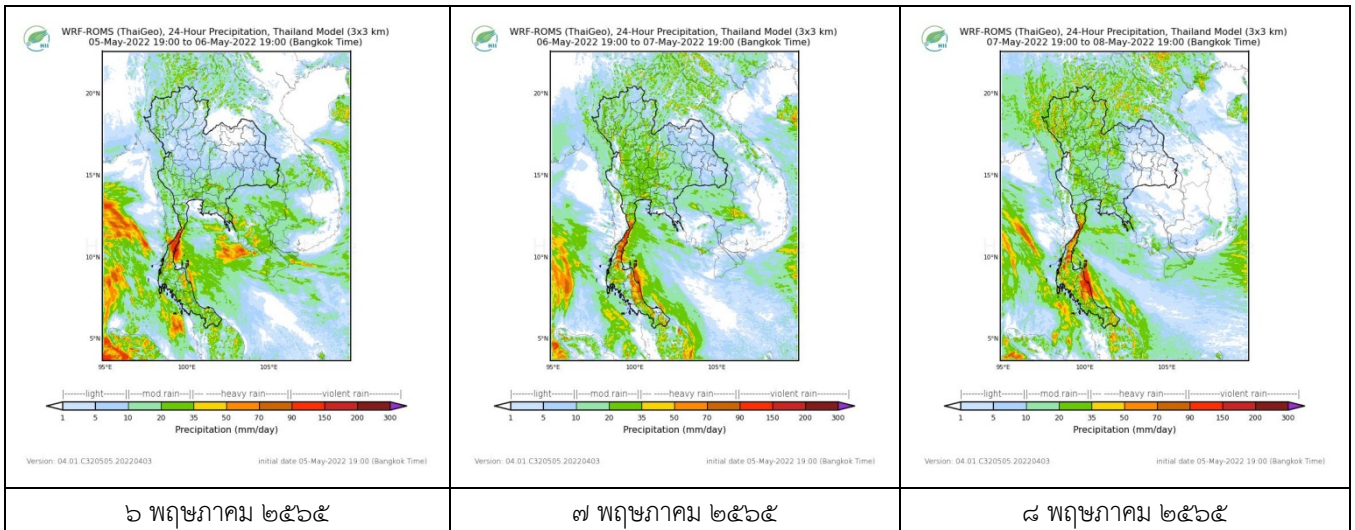 WRF-ROMS (ThaiGeo), 24-Hour Precipitation, Thailand Model (3x3 km)
05-May-2022 19:00 to 06-May-2022 19:00 (Bangkok Time)
20°N
15°N
10°N
5°N
95°E 100°E 105°E
|-------light------||---mod.rain---||--- ---heavy rain---||------violent rain-------|
1 5 10 20 35 50 70 90 150 200 300
Precipitation (mm/day)
Version: 04.01.C320505.20220403 initial date 05-May-2022 19:00 (Bangkok Time)
๖ พฤษภาคม ๒๕๖๕
WRF-ROMS (ThaiGeo), 24-Hour Precipitation, Thailand Model (3x3 km)
06-May-2022 19:00 to 07-May-2022 19:00 (Bangkok Time)
20°N
15°N
10°N
5°N
95°E 100°E 105°E
|-------light------||---mod.rain---||--- ---heavy rain---||------violent rain-------|
1 5 10 20 35 50 70 90 150 200 300
Precipitation (mm/day)
Version: 04.01.C320505.20220403 initial date 05-May-2022 19:00 (Bangkok Time)
๗ พฤษภาคม ๒๕๖๕
WRF-ROMS (ThaiGeo), 24-Hour Precipitation, Thailand Model (3x3 km)
07-May-2022 19:00 to 08-May-2022 19:00 (Bangkok Time)
20°N
15°N
10°N
5°N
95°E 100°E 105°E
|-------light------||---mod.rain---||--- ---heavy rain---||------violent rain-------|
1 5 10 20 35 50 70 90 150 200 300
Precipitation (mm/day)
Version: 04.01.C320505.20220403 initial date 05-May-2022 19:00 (Bangkok Time)
๘ พฤษภาคม ๒๕๖๕